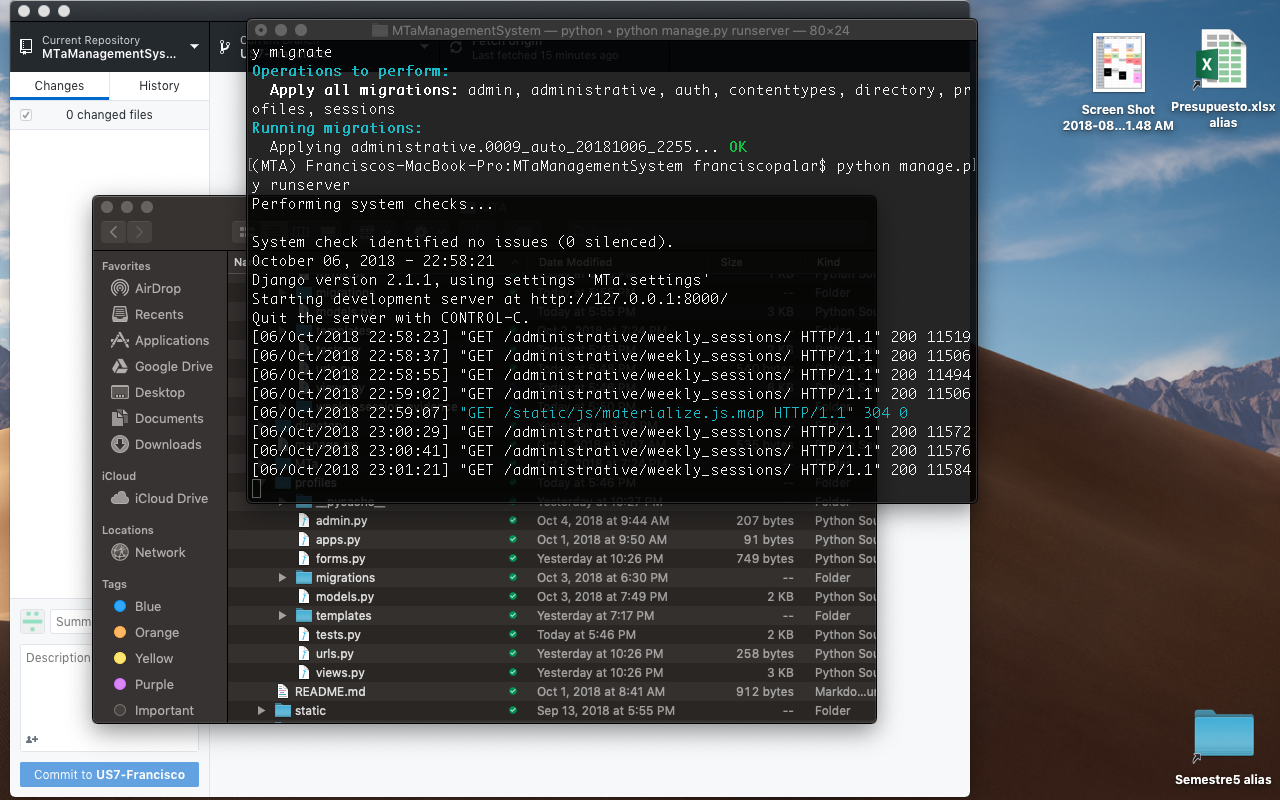 Current Repository
MTaManagementSys...
Changes
History
0 changed files
MTaManagementSystem — python • python manage.py runserver — 80×24
Last fetched 15 minutes ago
y migrate
Operations to perform:
Apply all migrations: admin, administrative, auth, contenttypes, directory, pr
ofiles, sessions
Running migrations:
Applying administrative.0009_auto_20181006_2255... OK
(MTA) Franciscos-MacBook-Pro:MTaManagementSystem franciscopalar$ python manage.p
y runserver
Performing system checks...
System check identified no issues (0 silenced).
October 06, 2018 - 22:58:21
Django version 2.1.1, using settings 'MTa.settings'
Starting development server at http://127.0.0.1:8000/
Quit the server with CONTROL-C.
[06/Oct/2018 22:58:23] "GET /administrative/weekly_sessions/ HTTP/1.1" 200 11519
[06/Oct/2018 22:58:37] "GET /administrative/weekly_sessions/ HTTP/1.1" 200 11506
[06/Oct/2018 22:58:55] "GET /administrative/weekly_sessions/ HTTP/1.1" 200 11494
[06/Oct/2018 22:59:02] "GET /administrative/weekly_sessions/ HTTP/1.1" 200 11506
[06/Oct/2018 22:59:07] "GET /static/js/materialize.js.map HTTP/1.1" 304 0
[06/Oct/2018 23:00:29] "GET /administrative/weekly_sessions/ HTTP/1.1" 200 11572
[06/Oct/2018 23:00:41] "GET /administrative/weekly_sessions/ HTTP/1.1" 200 11576
[06/Oct/2018 23:01:21] "GET /administrative/weekly_sessions/ HTTP/1.1" 200 11584
Date Modified Size Kind
Favorites
AirDrop
Recents
Applications
Google Drive
Desktop
Documents
Downloads
iCloud
iCloud Drive
Locations
Network
Tags
Blue
Orange
Yellow
Purple
Important
profiles Today at 5:46 PM -- Folder
__pycache__ Yesterday at 10:27 PM -- Folder
admin.py Oct 4, 2018 at 9:44 AM 207 bytes Python Sou
apps.py Oct 1, 2018 at 9:50 AM 91 bytes Python Sou
forms.py Yesterday at 10:26 PM 749 bytes Python Sou
migrations Oct 3, 2018 at 6:30 PM -- Folder
models.py Oct 3, 2018 at 7:49 PM 2 KB Python Sou
templates Yesterday at 7:17 PM -- Folder
tests.py Today at 5:46 PM 2 KB Python Sou
urls.py Yesterday at 10:26 PM 258 bytes Python Sou
views.py Yesterday at 10:26 PM 3 KB Python Sou
README.md Oct 1, 2018 at 8:41 AM 912 bytes Markdo...ur
static Sep 13, 2018 at 5:55 PM -- Folder
Summ
Description
Commit to US7-Francisco
Screen Shot
2018-08...1.48 AM
Presupuesto.xlsx
alias
Semestre5 alias